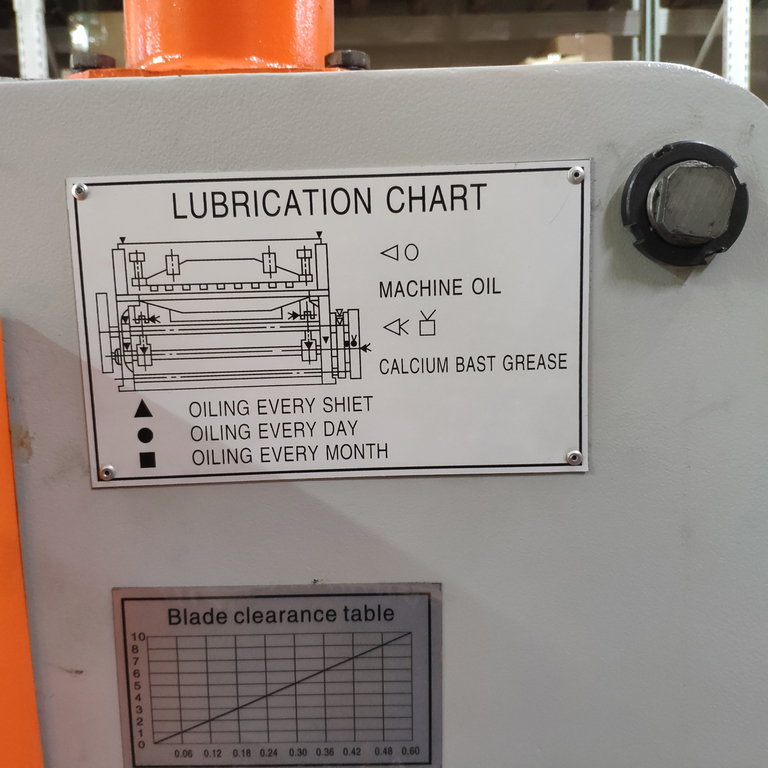 LUBRICATION CHART
MACHINE OIL
CALCIUM BAST GREASE
OILING EVERY SHIET
OILING EVERY DAY
OILING EVERY MONTH
Blade clearance table
10
8
7
6
5
4
3
2
1
0
0.06 0.12 0.18 0.24 0.30 0.36 0.42 0.48 0.60